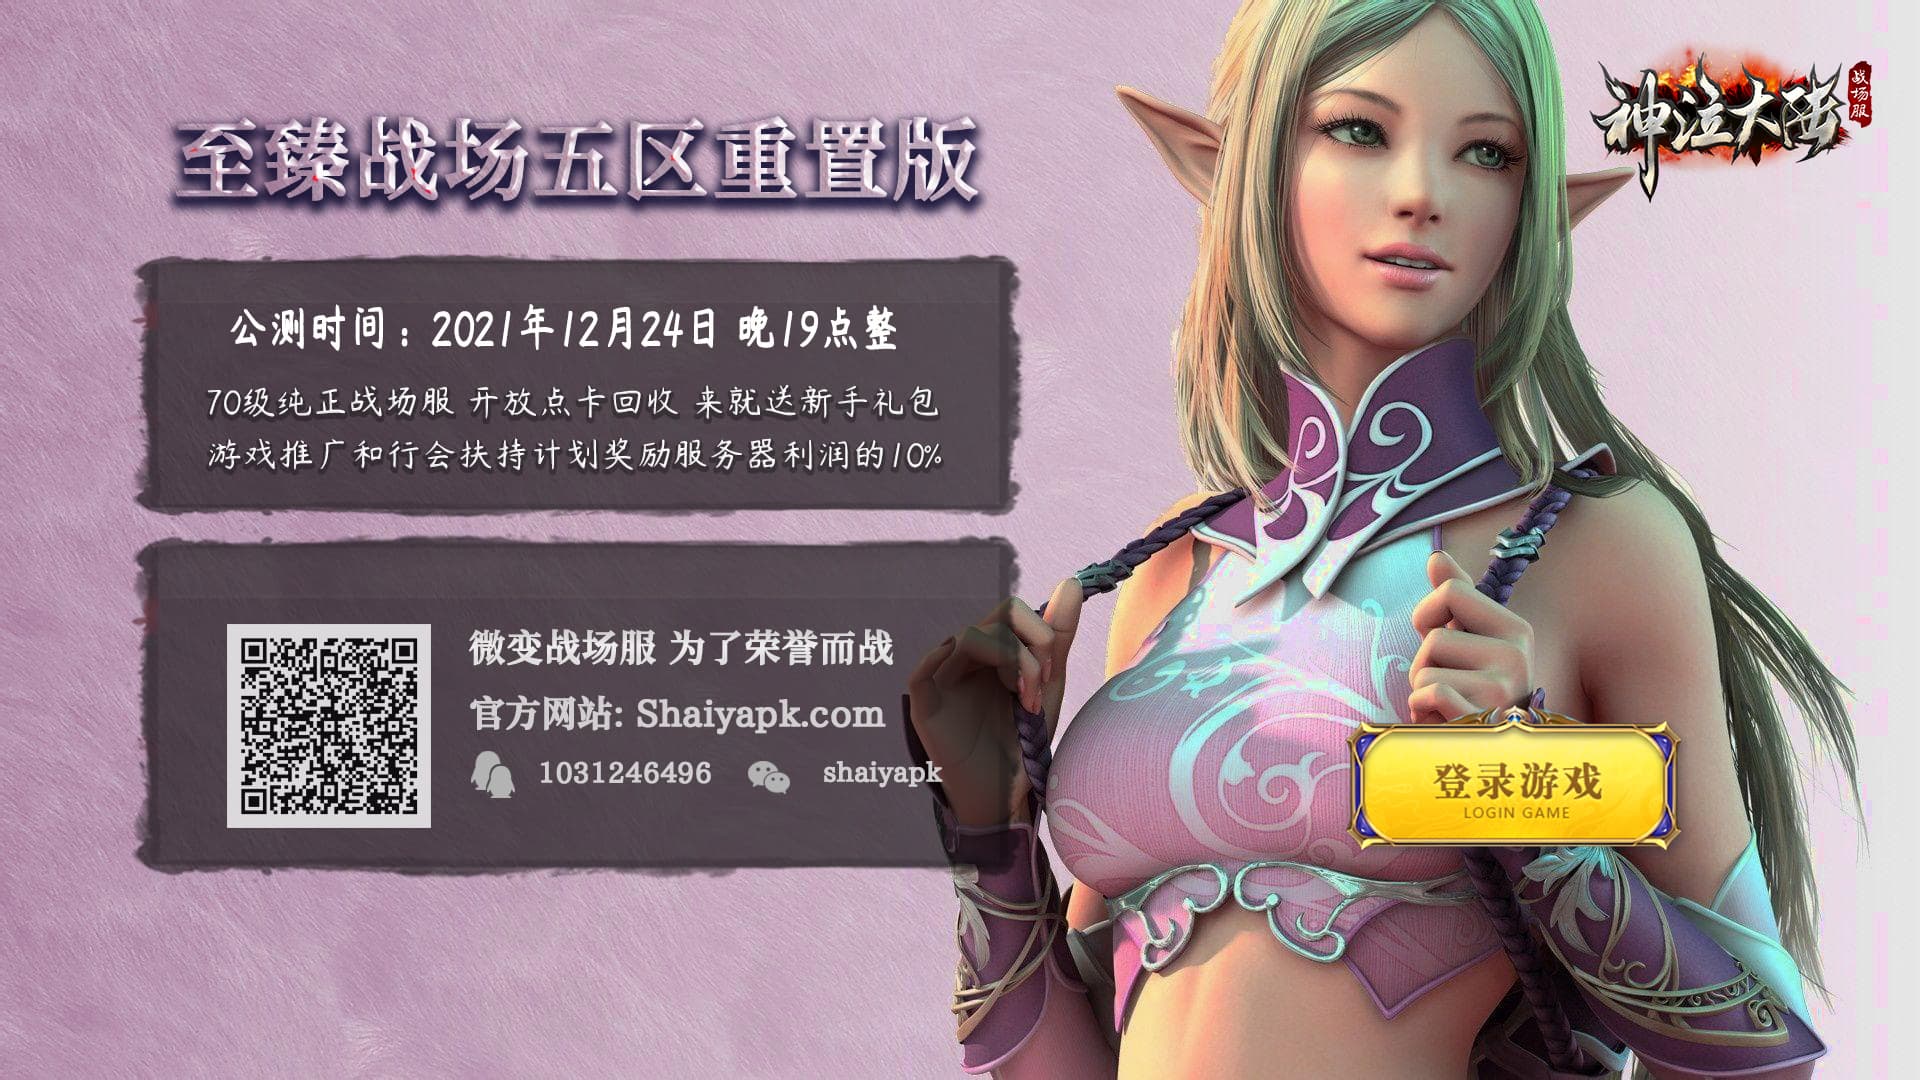 至臻战场五区重置版
神泣大陆
战场服
公测时间：2021年12月24日 晚19点整
70级纯正战场服 开放点卡回收 来就送新手礼包
游戏推广和行会扶持计划奖励服务器利润的10%
微变战场服 为了荣誉而战
官方网站: Shaiyapk.com
1031246496 shaiyapk
登录游戏
LOGIN GAME